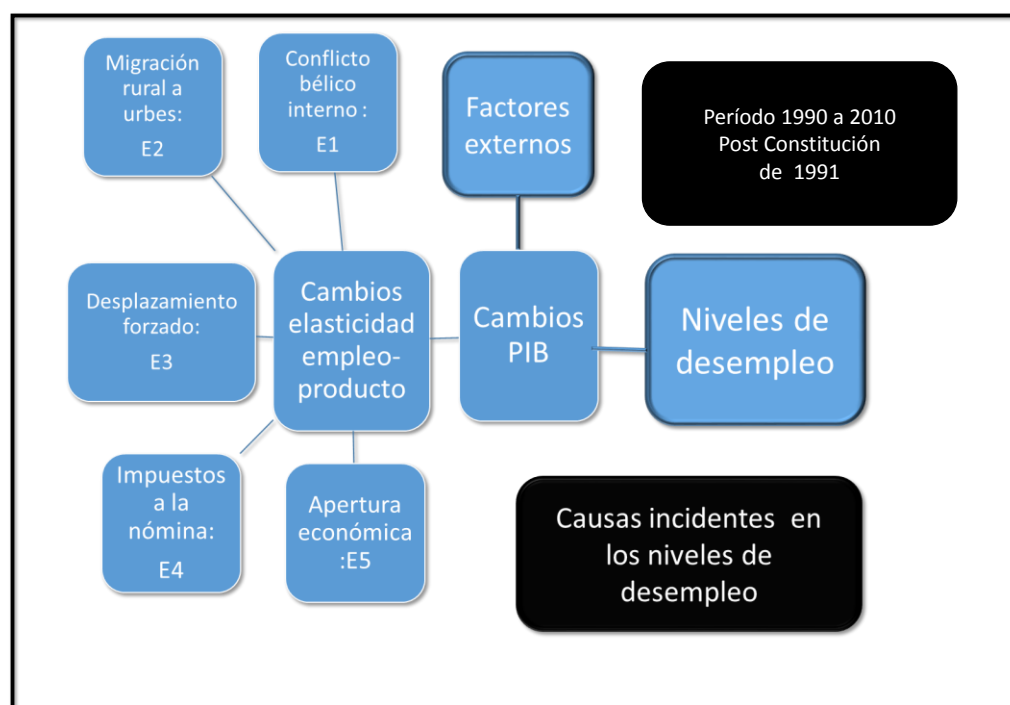 Migración
rural a
urbes:
E2
Conflicto
bélico
interno :
E1
Factores
externos
Período 1990 a 2010
Post Constitución
de 1991
Desplazamiento
forzado:
E3
Cambios
elasticidad
empleo-
producto
Cambios
PIB
Niveles de
desempleo
Impuestos
a la
nómina:
E4
Apertura
económica
:E5
Causas incidentes en
los niveles de
desempleo